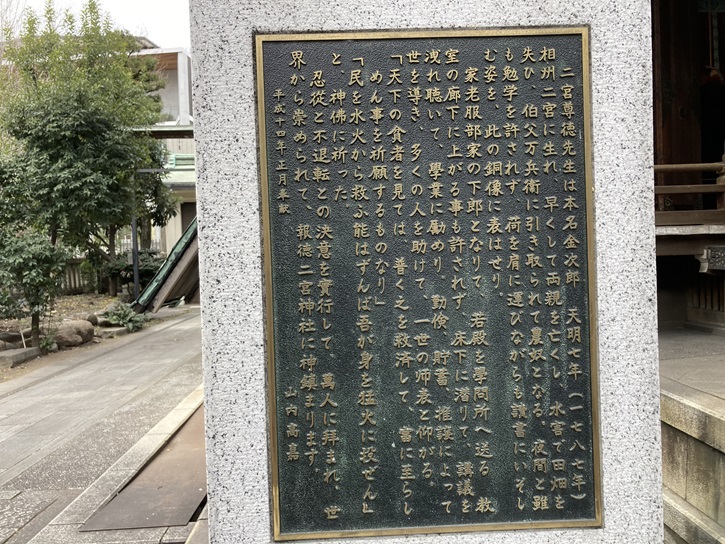 二宮尊徳先生は本名金次郎 天明七年(一七八七年)
相州二宮に生れ、早くして両親を亡くし 水害で田畑を
失ひ、伯父万兵衛に引き取られて農奴となる、夜間と雖
も勉学を許されず 荷を肩に運びながらも讀書にいそし
む姿を、此の銅像に表はせり。
家老服部家の下郎となりて 若殿を學問所へ送る 教
室の廊下に上がる事も許されず、床下に潜りて、講義を
洩れ聴いて、學業に勵めり、勤倹、貯蓄、推譲によって
世を導き、多くの人を助けて、一世の師表と仰がる。
「天下の貪者を見ては、普く之を救済して、富に至らし
めん事を祈願するものなり」
「民を水火から救ふ能はずんば吾が身を猛火に投ぜん」
と、神佛に祈った
忍従と不退転との決意を實行して、萬人に拝まれ、世
界から崇められて 報徳二宮神社に神鎮まります。
平成十四年正月奉献
山内高嘉